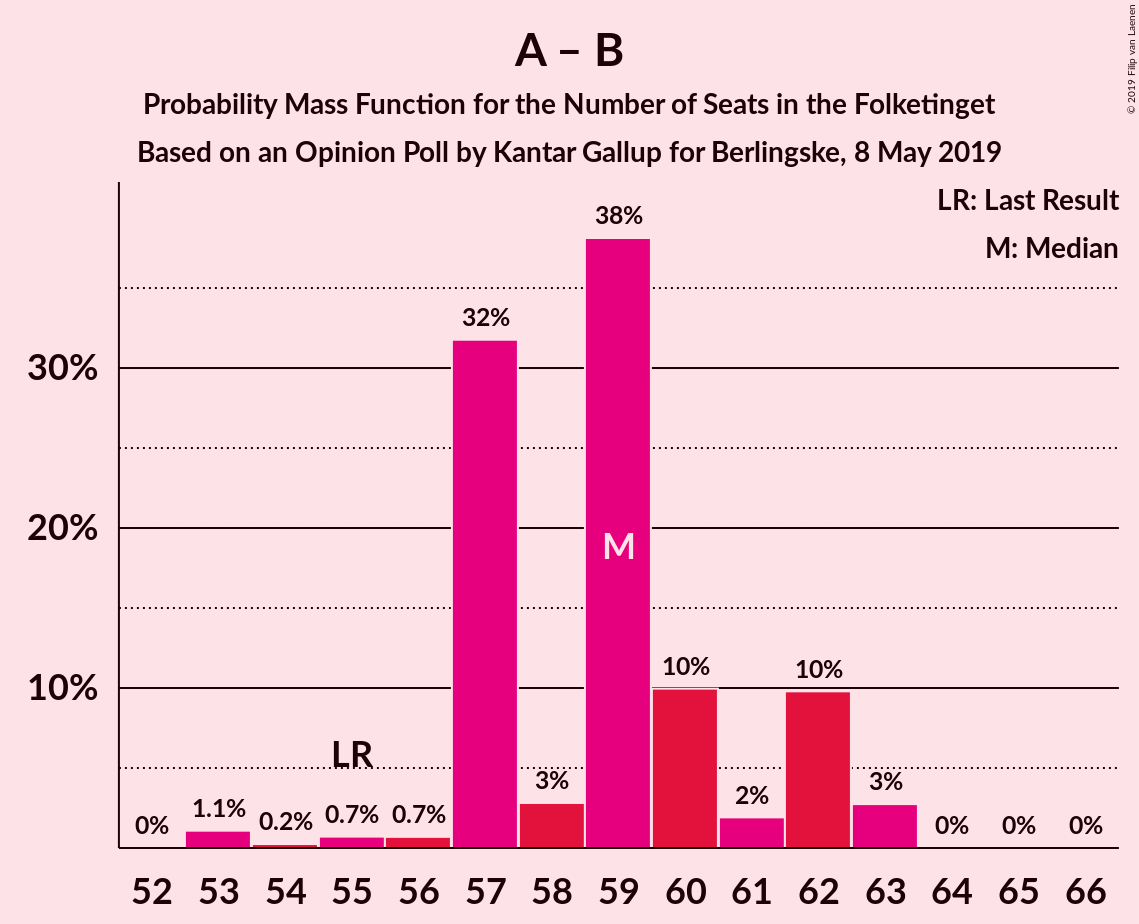 A – B
Probability Mass Function for the Number of Seats in the Folketinget
Based on an Opinion Poll by Kantar Gallup for Berlingske, 8 May 2019
© 2019 Filip van Laenen
LR: Last Result
M: Median
38%
32%
30%
20%
M
10%
10% 10%
LR
3% 3%
2%
0% 1.1% 0.2% 0.7% 0.7% 0% 0% 0%
52 53 54 55 56 57 58 59 60 61 62 63 64 65 66